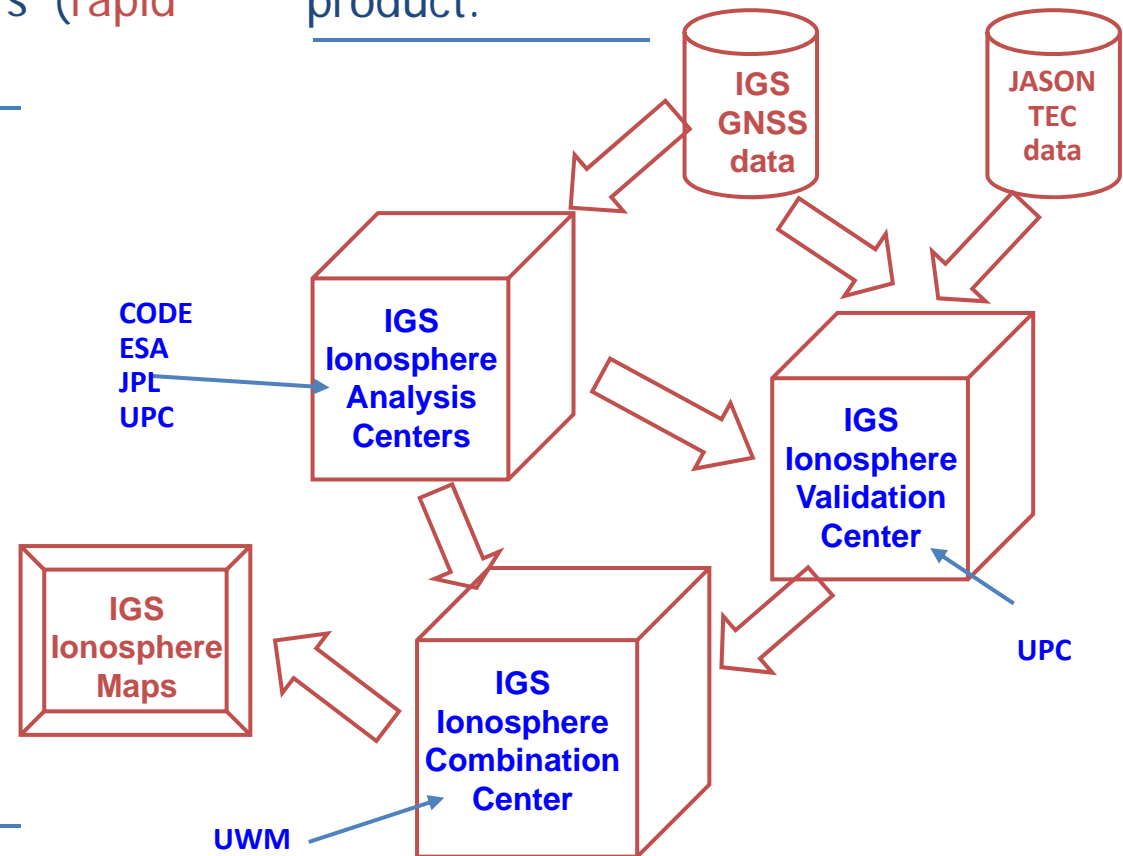 s (rapid
product.
IGS
GNSS
data
JASON
TEC
data
CODE
ESA
JPL
UPC
IGS
Ionosphere
Analysis
Centers
IGS
Ionosphere
Validation
Center
IGS
Ionosphere
Maps
UPC
IGS
Ionosphere
Combination
Center
UWM